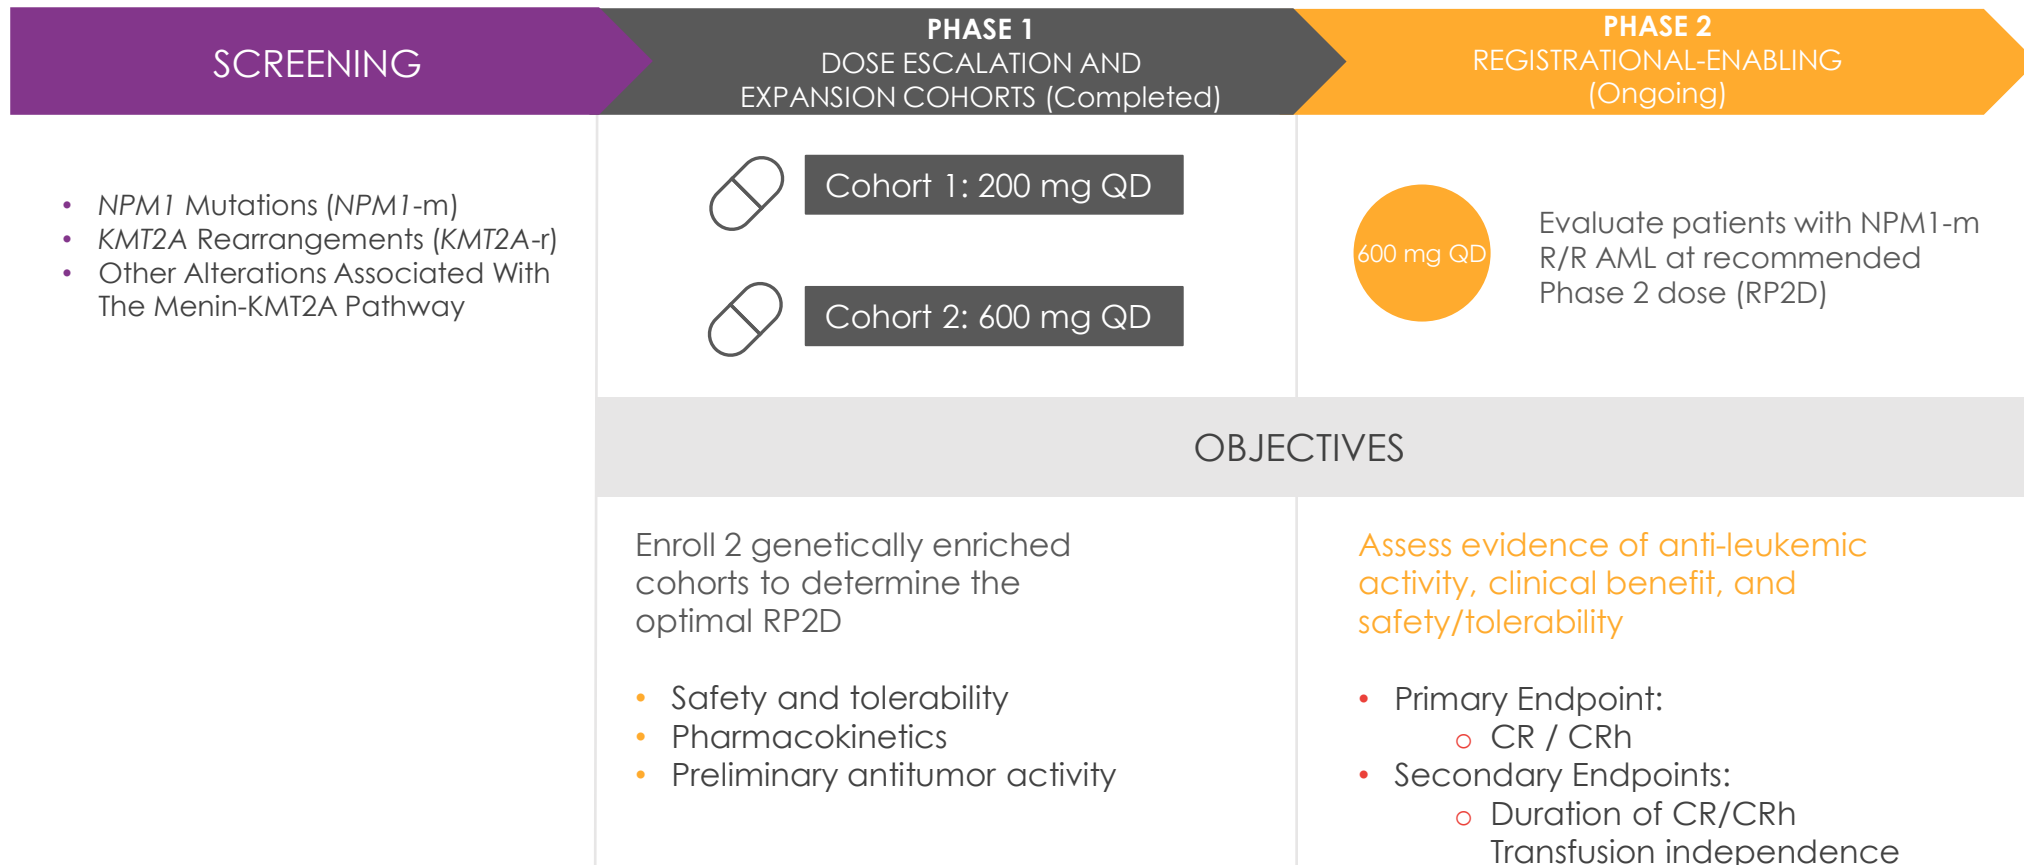 SCREENING
PHASE 1
DOSE ESCALATION AND
EXPANSION COHORTS (Completed)
PHASE 2
REGISTRATIONAL-ENABLING
(Ongoing)
• NPM1 Mutations (NPM1-m)
• KMT2A Rearrangements (KMT2A-r)
• Other Alterations Associated With
The Menin-KMT2A Pathway
Cohort 1: 200 mg QD
Cohort 2: 600 mg QD
600 mg QD
Evaluate patients with NPM1-m
R/R AML at recommended
Phase 2 dose (RP2D)
OBJECTIVES
Enroll 2 genetically enriched
cohorts to determine the
optimal RP2D
• Safety and tolerability
• Pharmacokinetics
• Preliminary antitumor activity
Assess evidence of anti-leukemic
activity, clinical benefit, and
safety/tolerability
• Primary Endpoint:
o CR / CRh
• Secondary Endpoints:
o Duration of CR/CRh
Transfusion independence